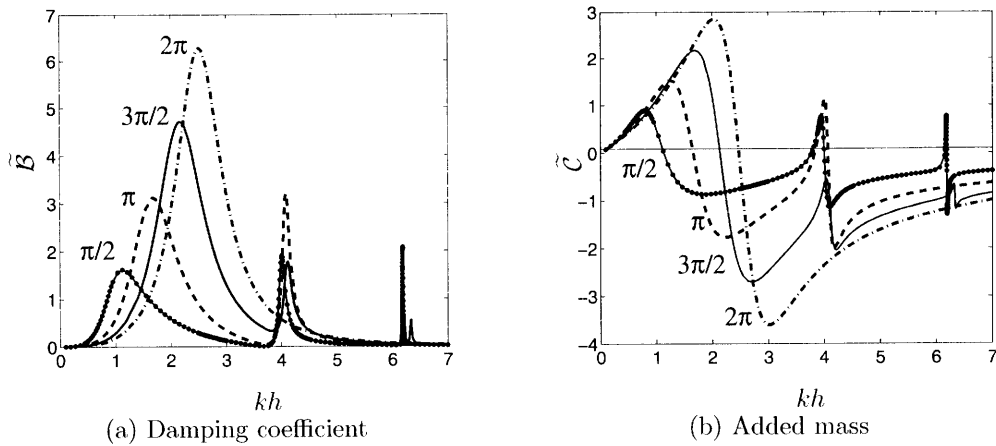 7
6
5
4
3
2
1
0
B̃
2π
3π/2
π
π/2
0 1 2 3 4 5 6 7
kh
(a) Damping coefficient
3
2
1
0
−1
−2
−3
−4
C̃
π/2
π
3π/2
2π
0 1 2 3 4 5 6 7
kh
(b) Added mass